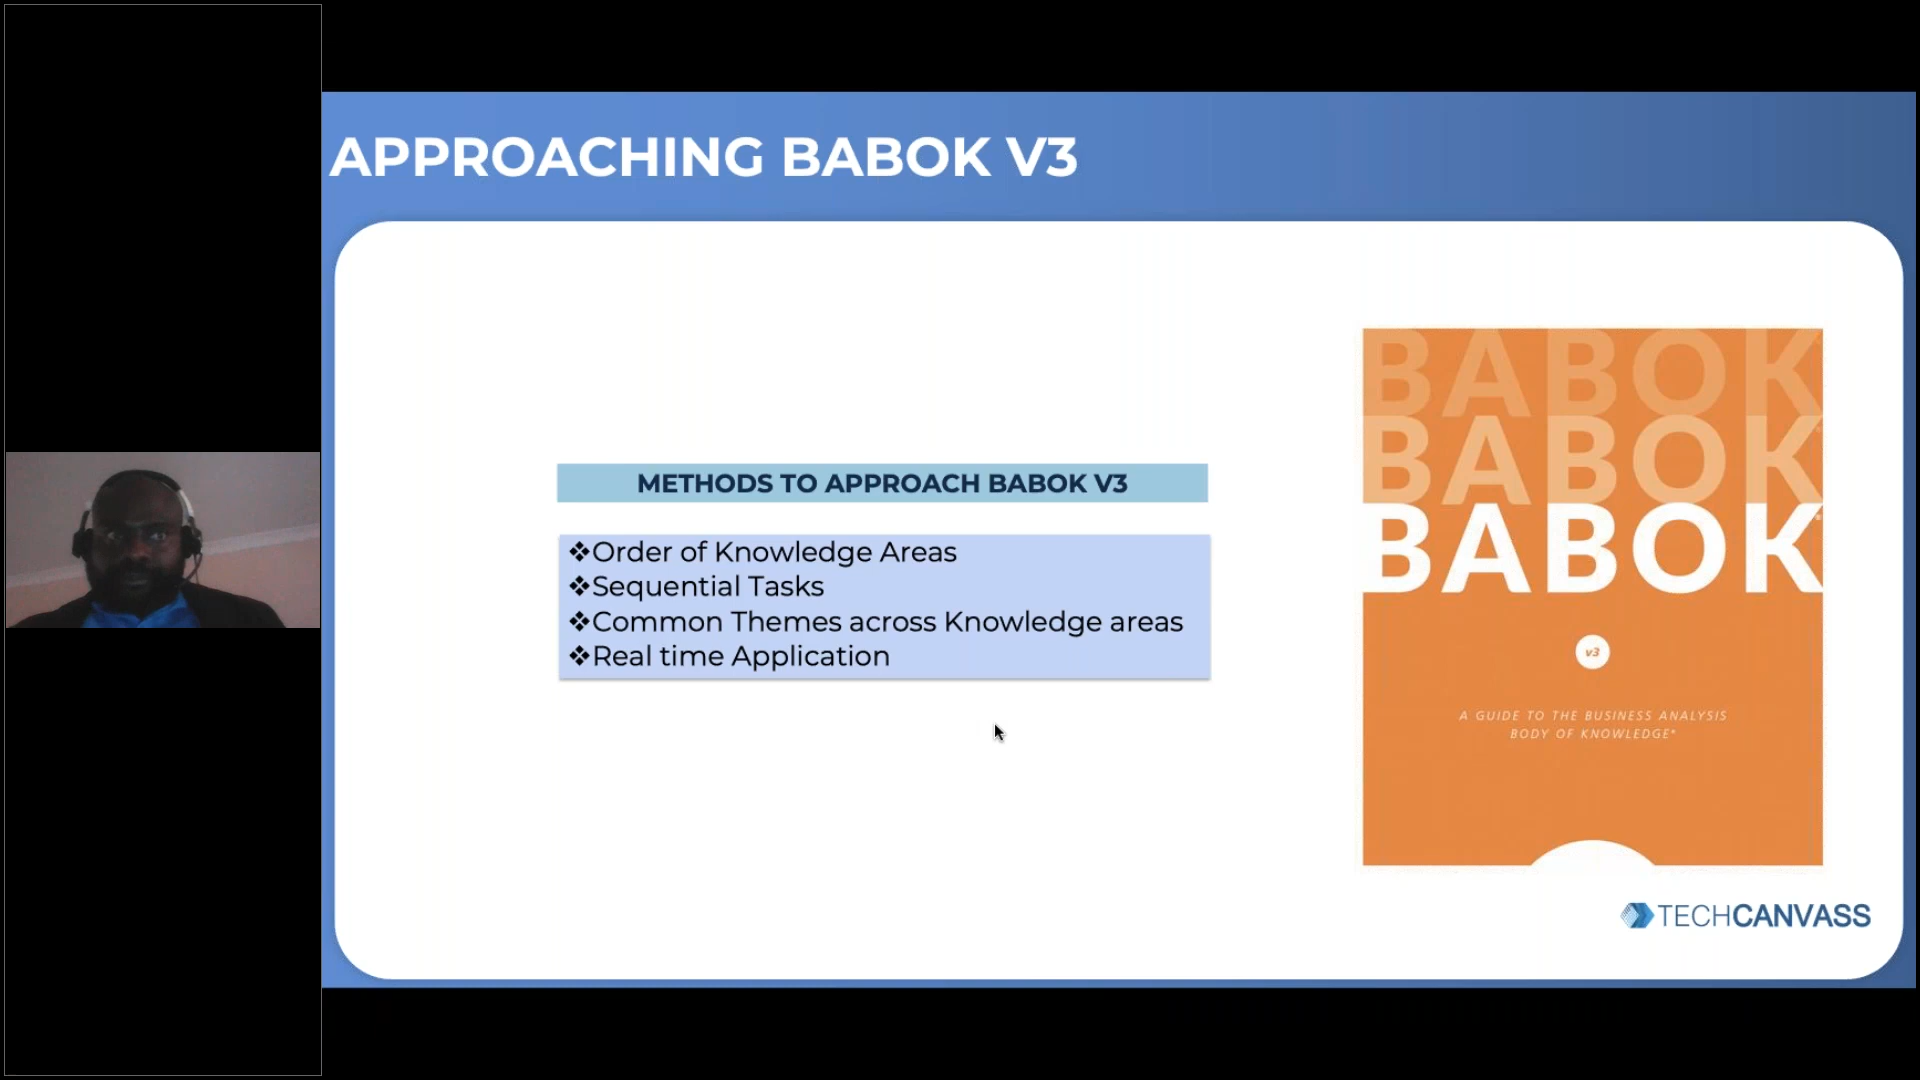 APPROACHING BABOK V3
METHODS TO APPROACH BABOK V3
❖Order of Knowledge Areas
❖Sequential Tasks
❖Common Themes across Knowledge areas
❖Real time Application
BABOK
BABOK
BABOK
v3
A GUIDE TO THE BUSINESS ANALYSIS
BODY OF KNOWLEDGE®
TECHCANVASS